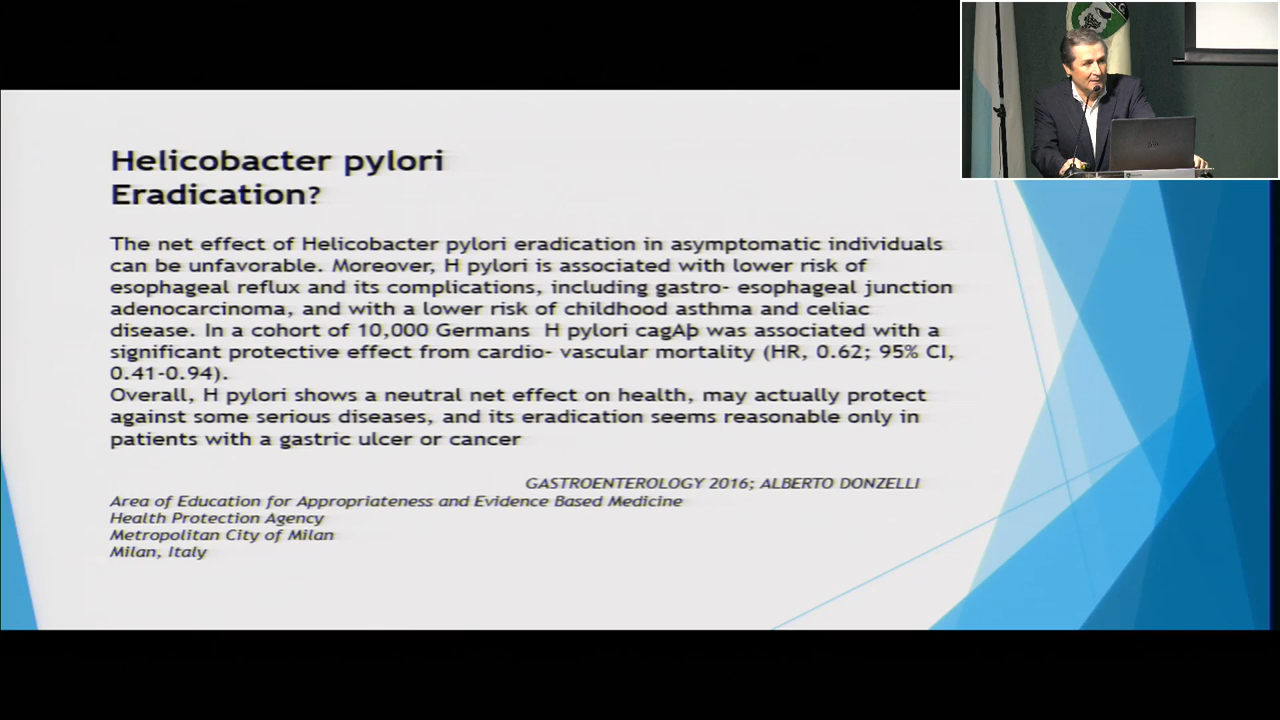 Helicobacter pylori
Eradication?
The net effect of Helicobacter pylori eradication in asymptomatic individuals
can be unfavorable. Moreover, H pylori is associated with lower risk of
esophageal reflux and its complications, including gastro- esophageal junction
adenocarcinoma, and with a lower risk of childhood asthma and celiac
disease. In a cohort of 10,000 Germans H pylori cagAþ was associated with a
significant protective effect from cardio- vascular mortality (HR, 0.62; 95% CI,
0.41-0.94).
Overall, H pylori shows a neutral net effect on health, may actually protect
against some serious diseases, and its eradication seems reasonable only in
patients with a gastric ulcer or cancer
GASTROENTEROLOGY 2016; ALBERTO DONZELLI
Area of Education for Appropriateness and Evidence Based Medicine
Health Protection Agency
Metropolitan City of Milan
Milan, Italy